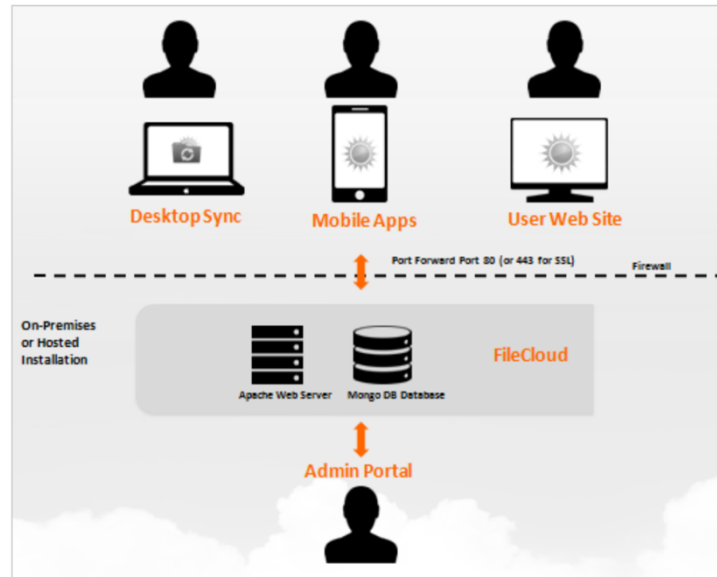 Desktop Sync
Mobile Apps
User Web Site
Port Forward Port 80 (or 443 for SSL)
Firewall
On-Premises
or Hosted
Installation
FileCloud
Apache Web Server
Mongo DB Database
Admin Portal